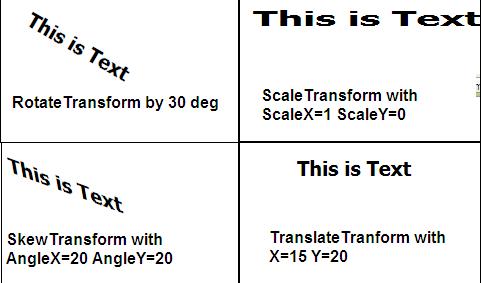 This is Text
RotateTransform by 30 deg
This is Text
ScaleTransform with
ScaleX=1 ScaleY=0
This is Text
SkewTransform with
AngleX=20 AngleY=20
This is Text
TranslateTranform with
X=15 Y=20